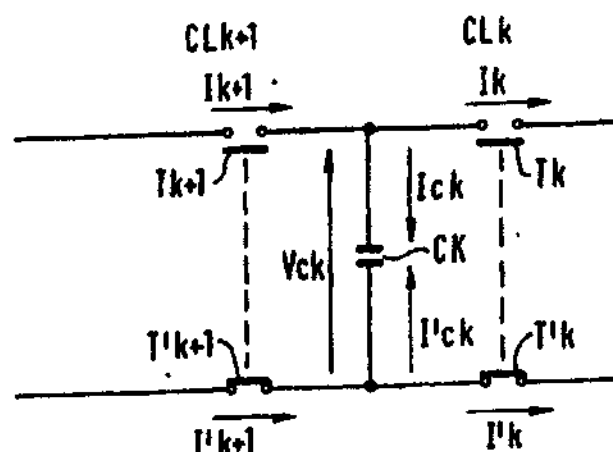 CLk+1 CLk
Ik+1 Ik
Tk+1 Tk
Ick
CK
Vck
I'ck
T'k+1 T'k
I'k+1 I'k